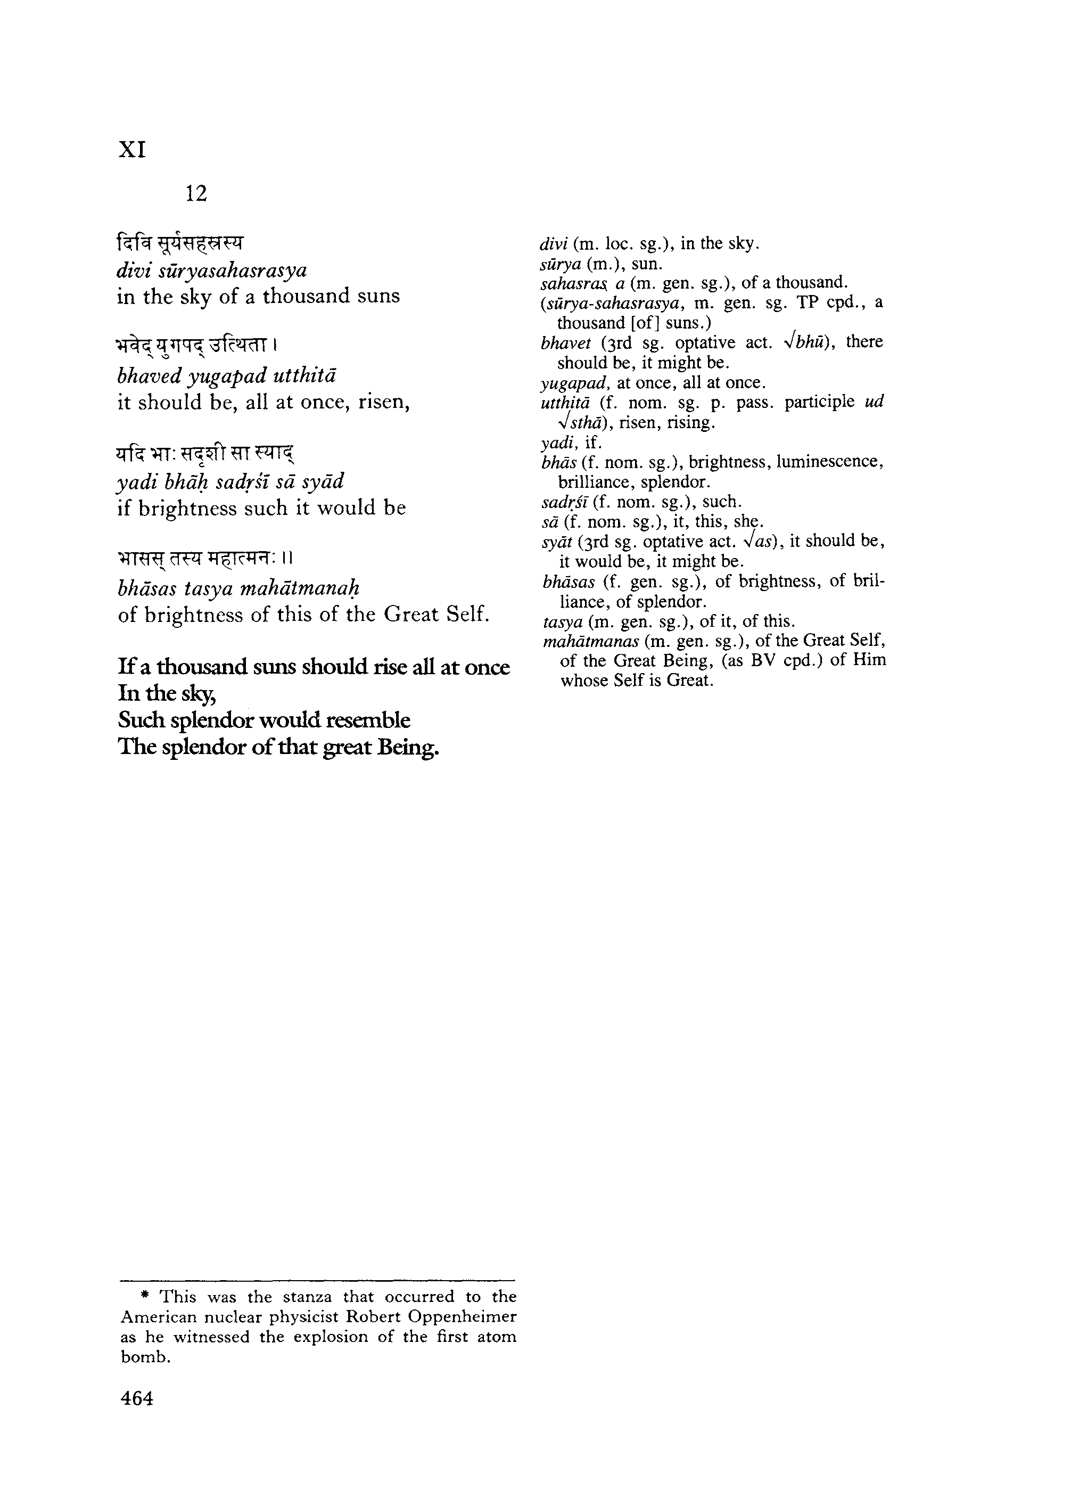 XI
12
दिवि सूर्यसहस्रस्य
divi sūryasahasrasya
in the sky of a thousand suns
भवेद् युगपद् उत्थिता ।
bhaved yugapad utthitā
it should be, all at once, risen,
यदि भाः सदृशी सा स्याद्
yadi bhāḥ sadṛśī sā syād
if brightness such it would be
भासस् तस्य महात्मनः ।।
bhāsas tasya mahātmanaḥ
of brightness of this of the Great Self.
If a thousand suns should rise all at once
In the sky,
Such splendor would resemble
The splendor of that great Being.
divi (m. loc. sg.), in the sky.
sūrya (m.), sun.
sahasras, a (m. gen. sg.), of a thousand.
(sūrya-sahasrasya, m. gen. sg. TP cpd., a
thousand [of] suns.)
bhavet (3rd sg. optative act. √bhū), there
should be, it might be.
yugapad, at once, all at once.
utthitā (f. nom. sg. p. pass. participle ud
√sthā), risen, rising.
yadi, if.
bhās (f. nom. sg.), brightness, luminescence,
brilliance, splendor.
sadṛśī (f. nom. sg.), such.
sā (f. nom. sg.), it, this, she.
syāt (3rd sg. optative act. √as), it should be,
it would be, it might be.
bhāsas (f. gen. sg.), of brightness, of bril-
liance, of splendor.
tasya (m. gen. sg.), of it, of this.
mahātmanas (m. gen. sg.), of the Great Self,
of the Great Being, (as BV cpd.) of Him
whose Self is Great.
* This was the stanza that occurred to the
American nuclear physicist Robert Oppenheimer
as he witnessed the explosion of the first atom
bomb.
464